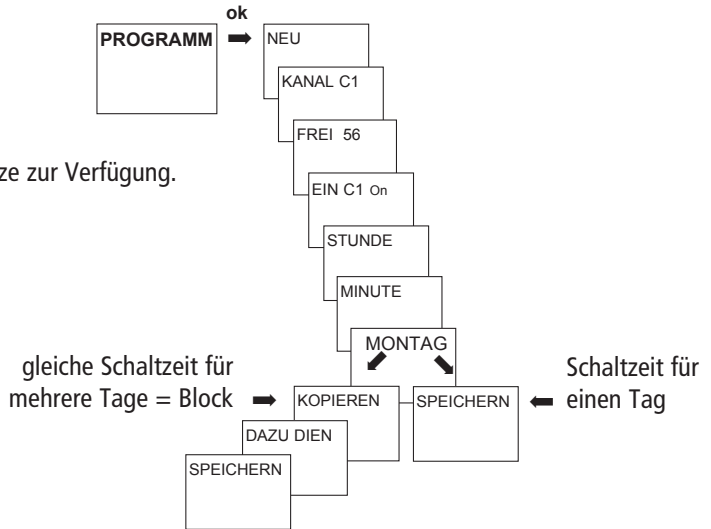 ok
PROGRAMM
NEU
KANAL C1
FREI 56
ze zur Verfügung.
EIN C1 On
STUNDE
MINUTE
MONTAG
gleiche Schaltzeit für
mehrere Tage = Block
Schaltzeit für
einen Tag
KOPIEREN
SPEICHERN
DAZU DIEN
SPEICHERN